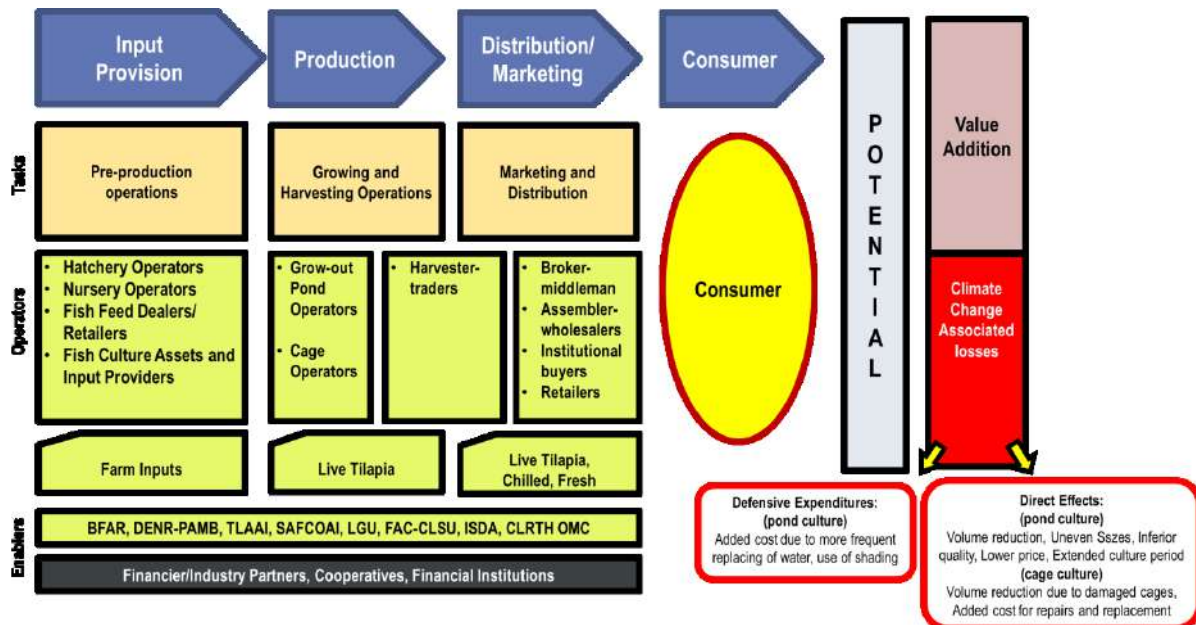 Input
Provision
Production
Distribution/
Marketing
Consumer
Tasks
Pre-production
operations
Growing and
Harvesting Operations
Marketing and
Distribution
Operators
• Hatchery Operators
• Nursery Operators
• Fish Feed Dealers/
Retailers
• Fish Culture Assets and
Input Providers
• Grow-out
Pond
Operators
• Cage
Operators
• Harvester-
traders
• Broker-
middleman
• Assembler-
wholesalers
• Institutional
buyers
• Retailers
Consumer
Farm Inputs
Live Tilapia
Live Tilapia,
Chilled, Fresh
Enablers
BFAR, DENR-PAMB, TLAAI, SAFCOAI, LGU, FAC-CLSU, ISDA, CLRTH OMC
Financier/Industry Partners, Cooperatives, Financial Institutions
P
O
T
E
N
T
I
A
L
Value
Addition
Climate
Change
Associated
losses
Defensive Expenditures:
(pond culture)
Added cost due to more frequent
replacing of water, use of shading
Direct Effects:
(pond culture)
Volume reduction, Uneven Sszes, Inferior
quality, Lower price, Extended culture period
(cage culture)
Volume reduction due to damaged cages,
Added cost for repairs and replacement